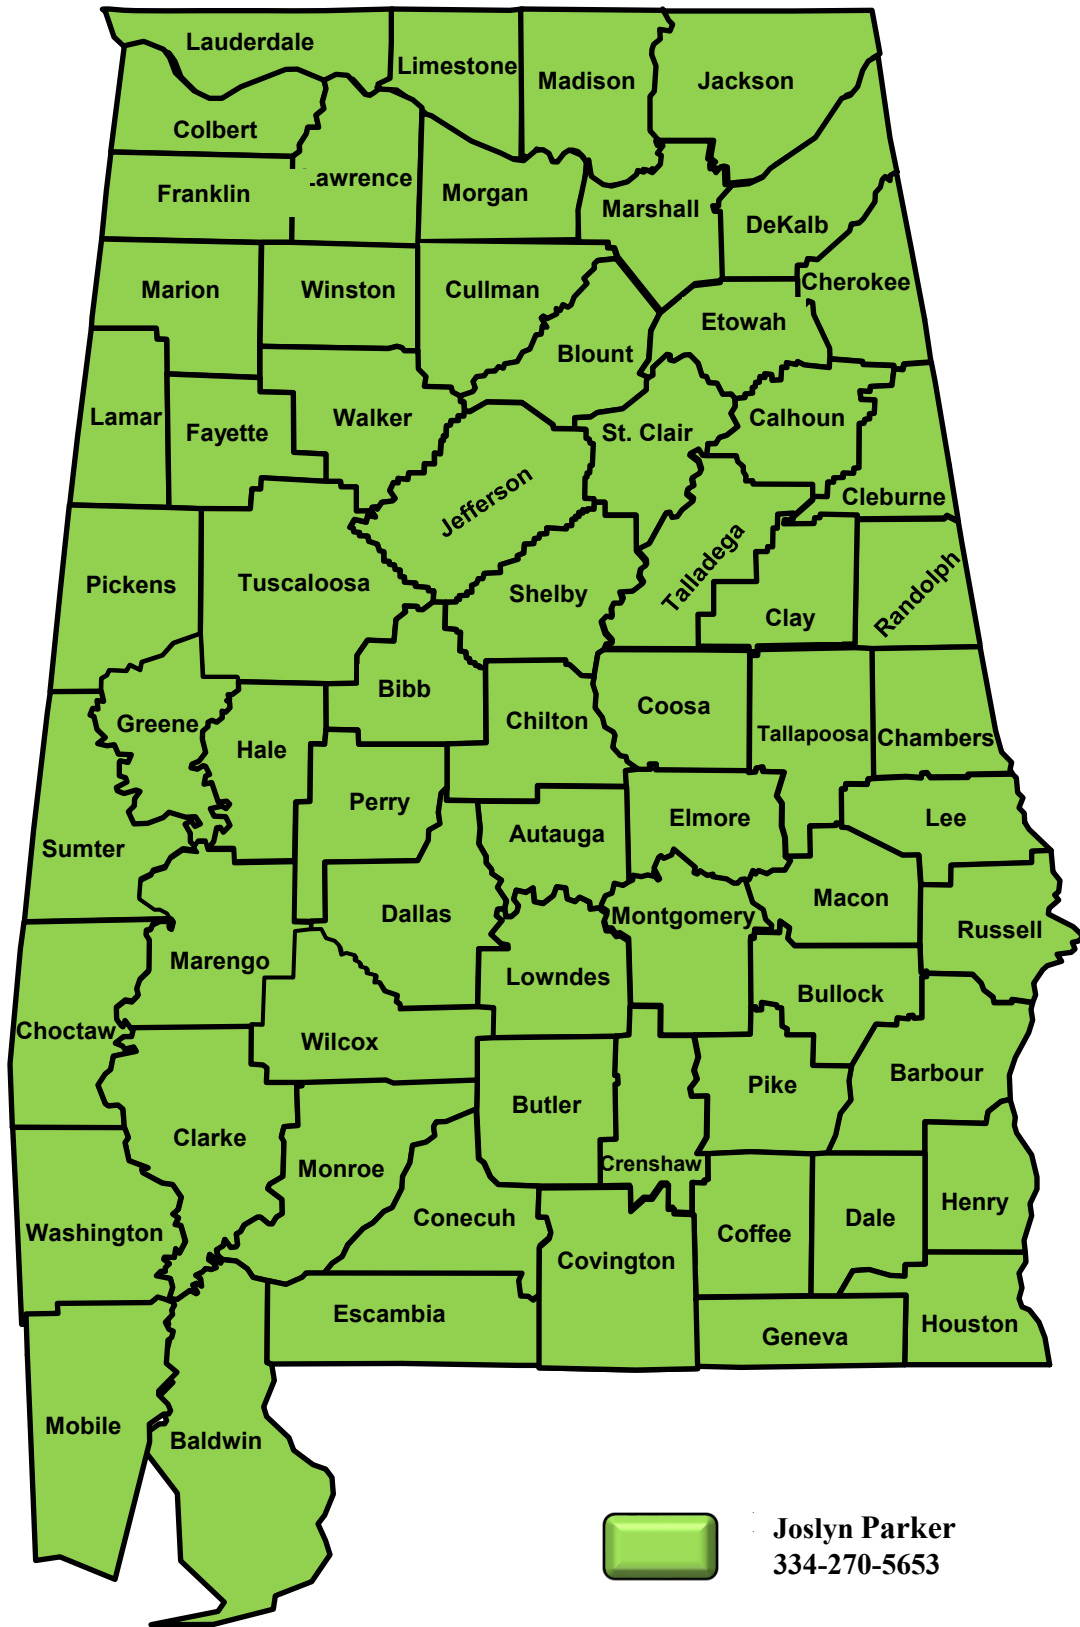 Lauderdale
Limestone
Madison
Jackson
Colbert
Franklin
Lawrence
Morgan
Marshall
DeKalb
Cherokee
Marion
Winston
Cullman
Etowah
Blount
Lamar
Fayette
Walker
St. Clair
Calhoun
Jefferson
Cleburne
Pickens
Tuscaloosa
Shelby
Talladega
Clay
Randolph
Greene
Hale
Bibb
Chilton
Coosa
Tallapoosa
Chambers
Sumter
Perry
Autauga
Elmore
Lee
Dallas
Montgomery
Macon
Russell
Marengo
Lowndes
Bullock
Choctaw
Wilcox
Butler
Pike
Barbour
Clarke
Monroe
Crenshaw
Washington
Conecuh
Covington
Coffee
Dale
Henry
Escambia
Geneva
Houston
Mobile
Baldwin
Joslyn Parker
334-270-5653